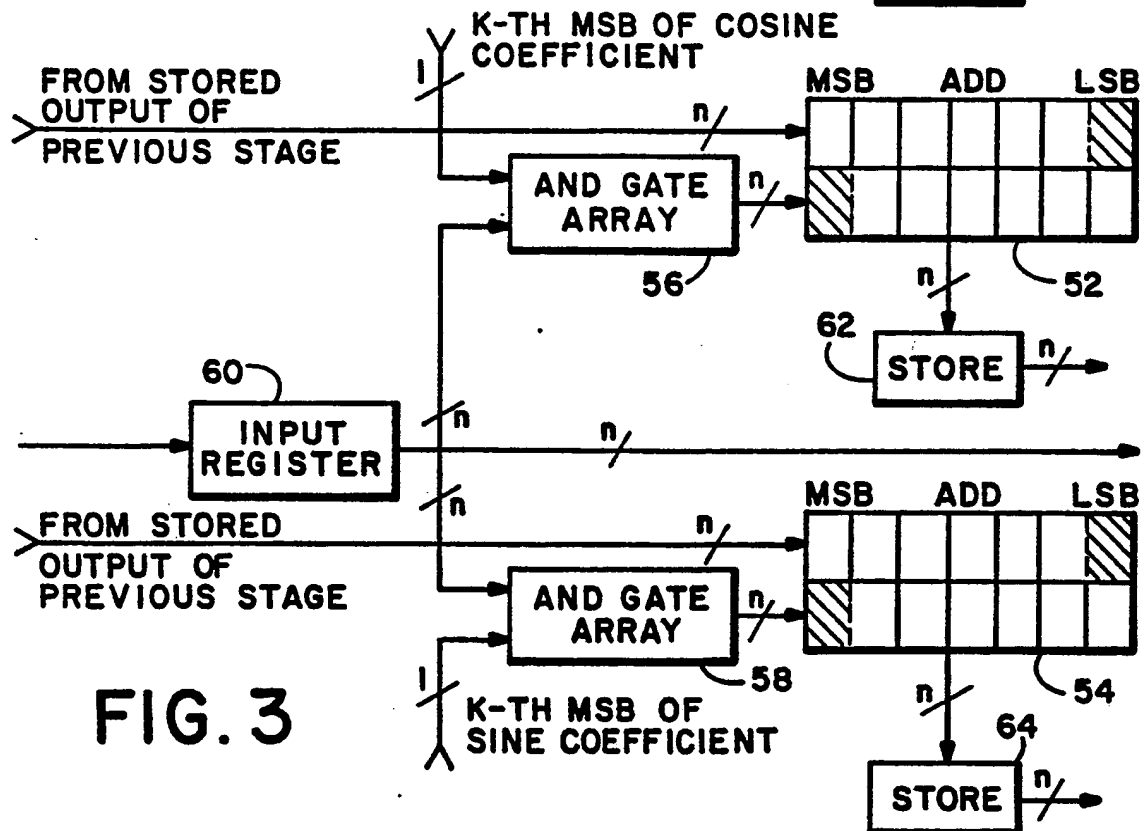 K-TH MSB OF COSINE
COEFFICIENT
1
FROM STORED
OUTPUT OF
PREVIOUS STAGE
n
MSB ADD LSB
AND GATE
ARRAY
n
56
52
n
62
STORE
n
60
INPUT
REGISTER
n
n
n
MSB ADD LSB
FROM STORED
OUTPUT OF
PREVIOUS STAGE
n
AND GATE
ARRAY
n
58
54
1
K-TH MSB OF
SINE COEFFICIENT
n
64
STORE
n
FIG. 3